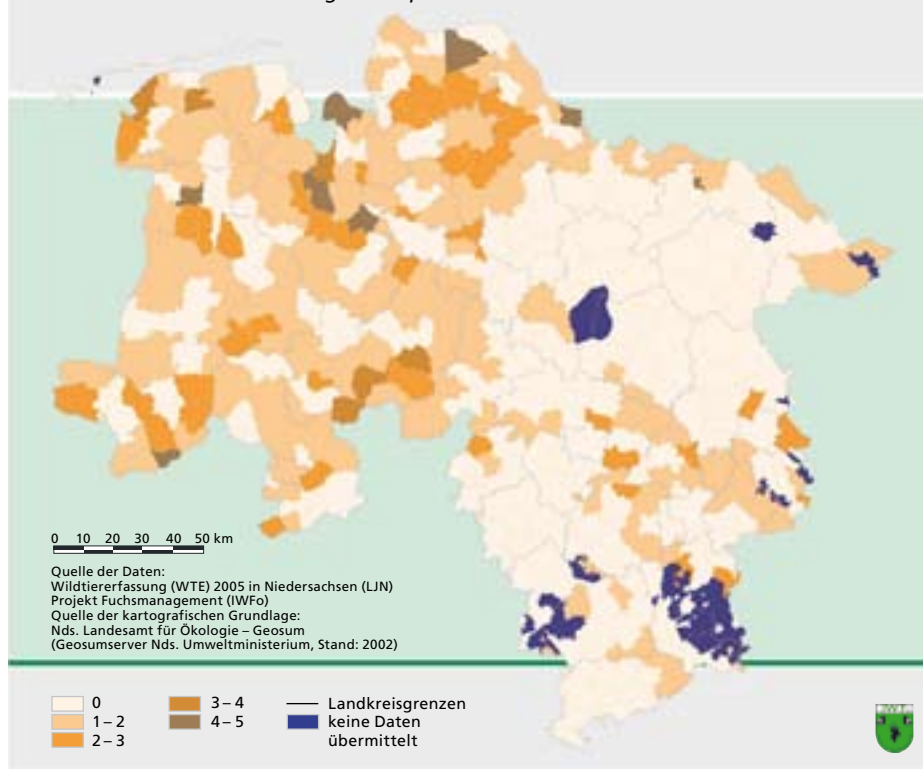 0 10 20 30 40 50 km
Quelle der Daten:
Wildtiererfassung (WTE) 2005 in Niedersachsen (LJN)
Projekt Fuchsmanagement (IWFo)
Quelle der kartografischen Grundlage:
Nds. Landesamt für Ökologie – Geosum
(Geosumserver Nds. Umweltministerium, Stand: 2002)
0
1 – 2
2 – 3
3 – 4
4 – 5
Landkreisgrenzen
keine Daten
übermittelt